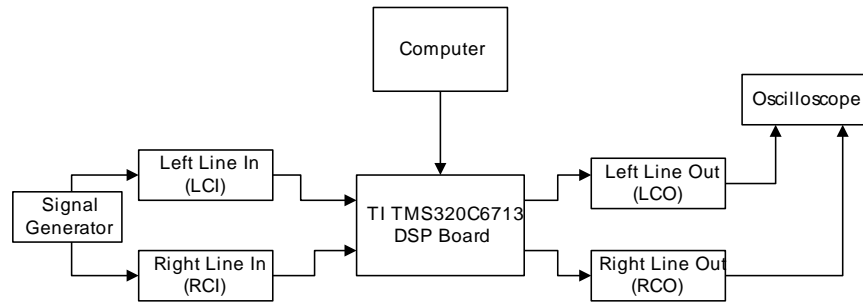 Computer
Oscilloscope
Left Line In
(LCI)
Left Line Out
(LCO)
Signal
Generator
TI TMS320C6713
DSP Board
Right Line In
(RCI)
Right Line Out
(RCO)